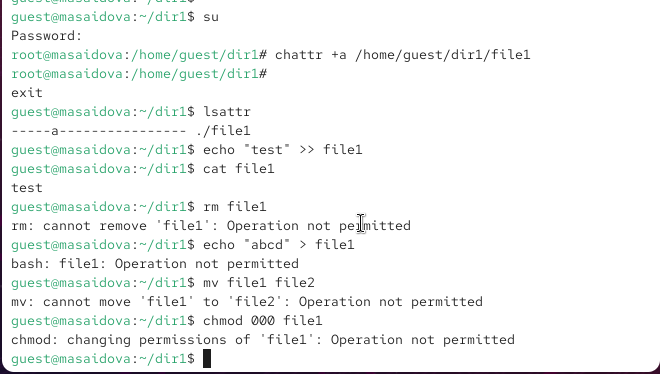 guest@masaidova:~/dir1$ su
Password:
root@masaidova:/home/guest/dir1# chattr +a /home/guest/dir1/file1
root@masaidova:/home/guest/dir1#
exit
guest@masaidova:~/dir1$ lsattr
-----a---------------- ./file1
guest@masaidova:~/dir1$ echo "test" >> file1
guest@masaidova:~/dir1$ cat file1
test
guest@masaidova:~/dir1$ rm file1
rm: cannot remove 'file1': Operation not permitted
guest@masaidova:~/dir1$ echo "abcd" > file1
bash: file1: Operation not permitted
guest@masaidova:~/dir1$ mv file1 file2
mv: cannot move 'file1' to 'file2': Operation not permitted
guest@masaidova:~/dir1$ chmod 000 file1
chmod: changing permissions of 'file1': Operation not permitted
guest@masaidova:~/dir1$